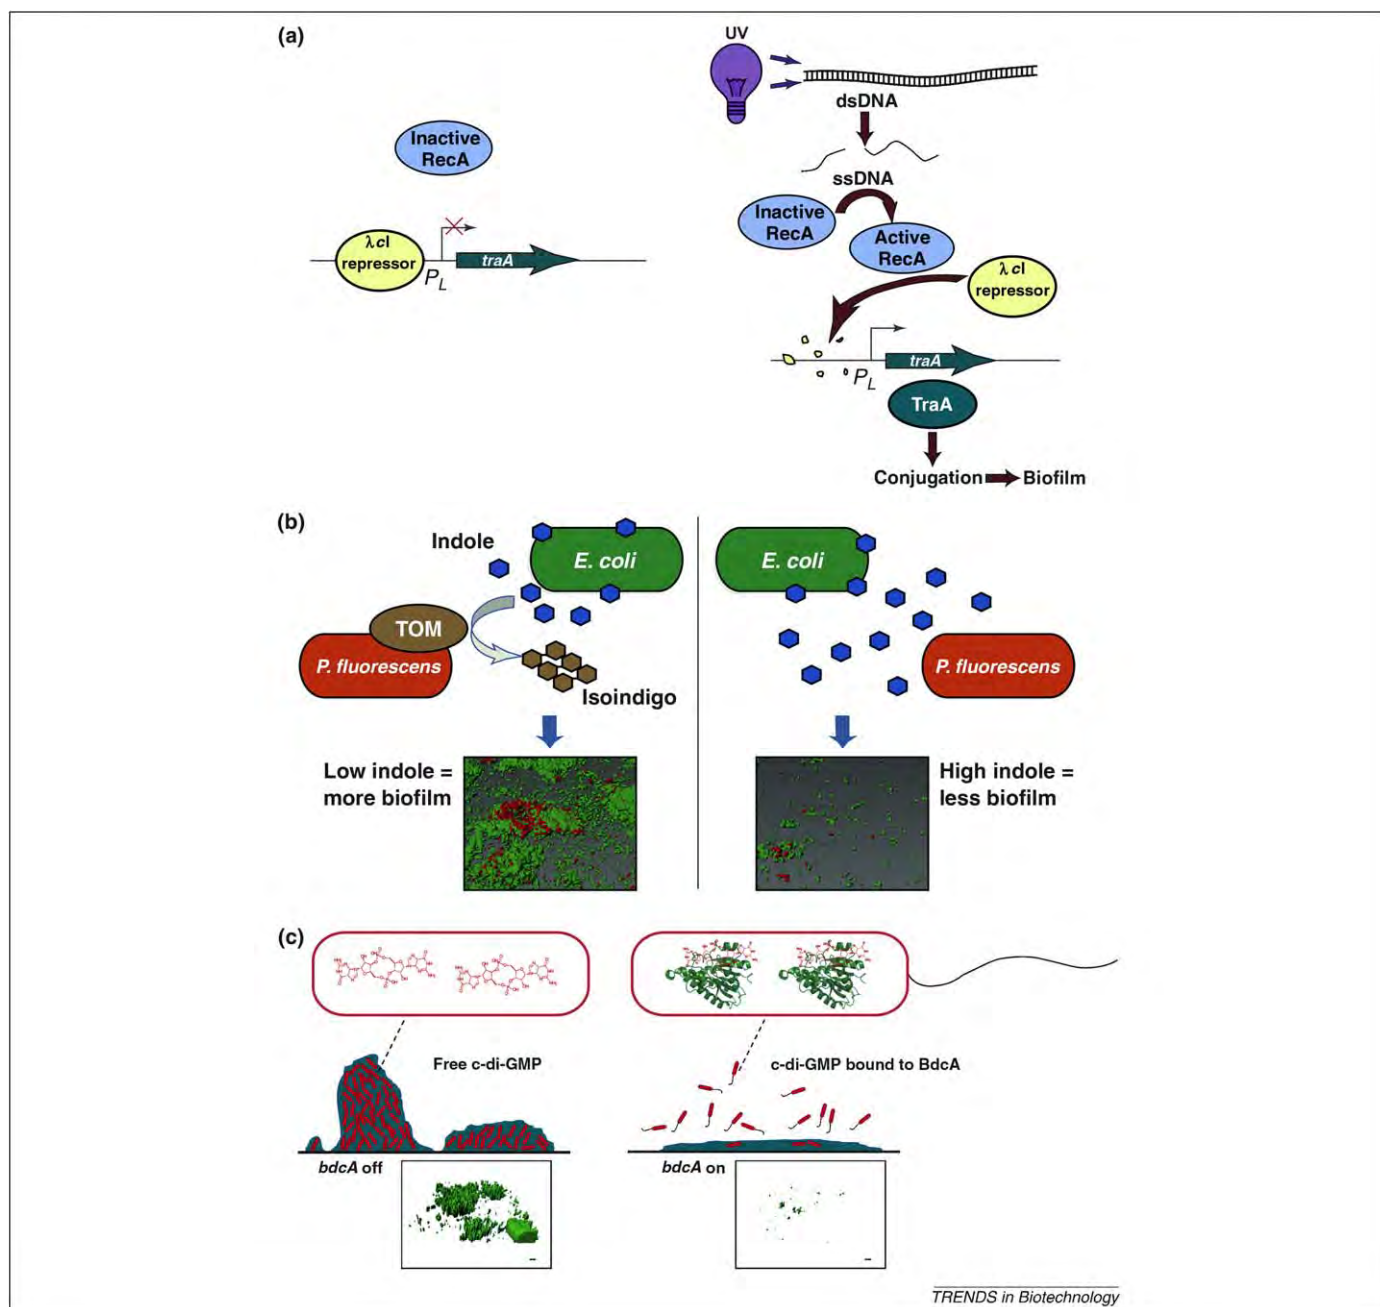 (a)
Inactive
RecA
λ cI
repressor
PL
traA
UV
dsDNA
ssDNA
Inactive
RecA
Active
RecA
λ cI
repressor
PL
traA
TraA
Conjugation
Biofilm
(b)
Indole
E. coli
TOM
P. fluorescens
Isoindigo
Low indole =
more biofilm
E. coli
P. fluorescens
High indole =
less biofilm
(c)
Free c-di-GMP
bdcA off
c-di-GMP bound to BdcA
bdcA on
TRENDS in Biotechnology